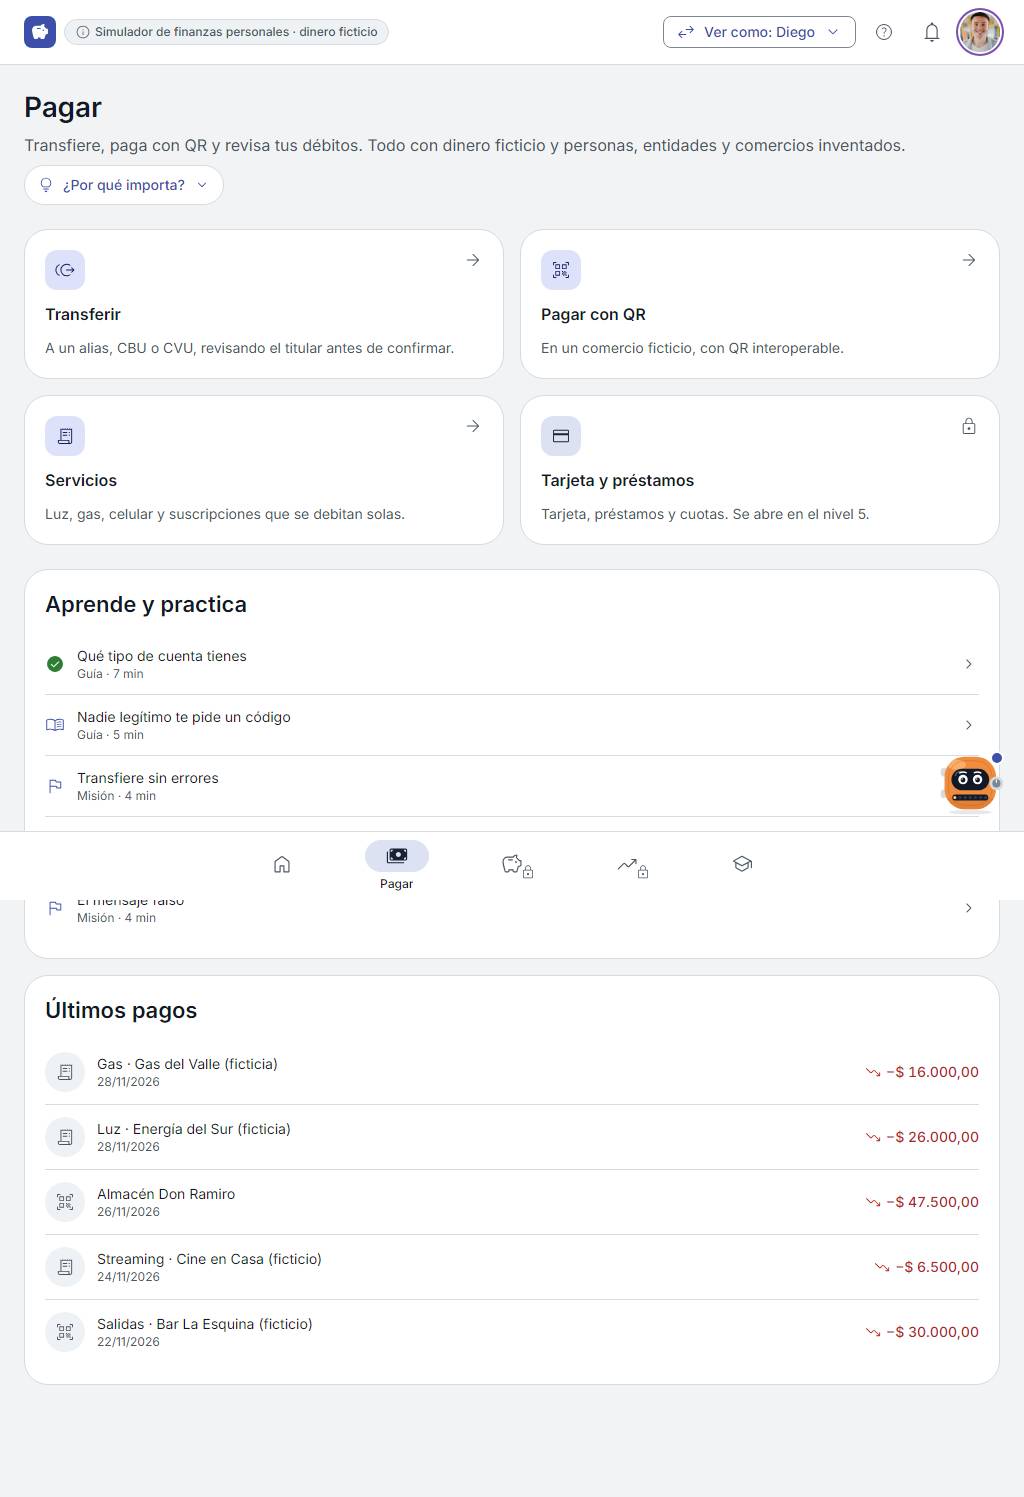 Simulador de finanzas personales · dinero ficticio
Ver como: Diego
Pagar
Transfiere, paga con QR y revisa tus débitos. Todo con dinero ficticio y personas, entidades y comercios inventados.
¿Por qué importa?
Transferir
A un alias, CBU o CVU, revisando el titular antes de confirmar.
Pagar con QR
En un comercio ficticio, con QR interoperable.
Servicios
Luz, gas, celular y suscripciones que se debitan solas.
Tarjeta y préstamos
Tarjeta, préstamos y cuotas. Se abre en el nivel 5.
Aprende y practica
Qué tipo de cuenta tienes
Guía · 7 min
Nadie legítimo te pide un código
Guía · 5 min
Transfiere sin errores
Misión · 4 min
Pagar
El mensaje falso
Misión · 4 min
Últimos pagos
Gas · Gas del Valle (ficticia)
28/11/2026
−$ 16.000,00
Luz · Energía del Sur (ficticia)
28/11/2026
−$ 26.000,00
Almacén Don Ramiro
26/11/2026
−$ 47.500,00
Streaming · Cine en Casa (ficticio)
24/11/2026
−$ 6.500,00
Salidas · Bar La Esquina (ficticio)
22/11/2026
−$ 30.000,00